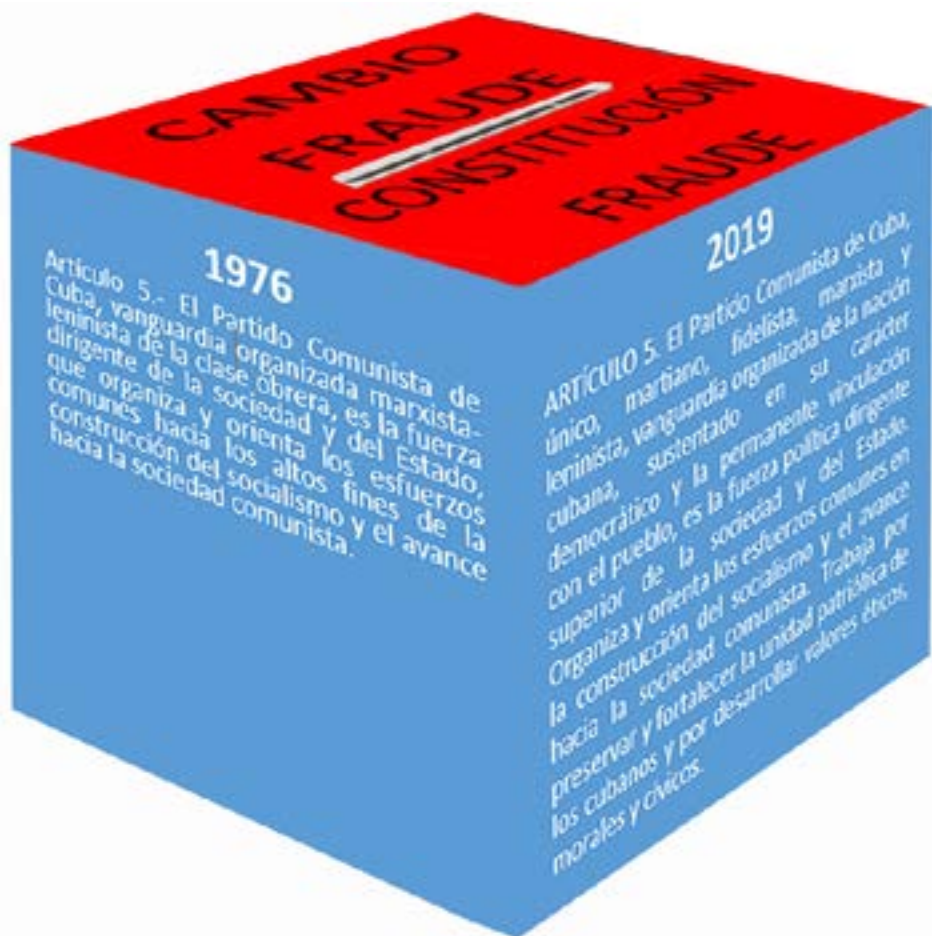 CAMBIO
FRAUDE
CONSTITUCIÓN
FRAUDE
1976
Artículo 5.- El Partido Comunista de
Cuba, vanguardia organizada marxista-
leninista de la clase obrera, es la fuerza
dirigente de la sociedad y del Estado,
que organiza y orienta los esfuerzos
comunes hacia los altos fines de la
construcción del socialismo y el avance
hacia la sociedad comunista.
2019
ARTÍCULO 5. El Partido Comunista de Cuba,
único, martiano, fidelista, marxista y
leninista, vanguardia organizada de la nación
cubana, sustentado en su carácter
democrático y la permanente vinculación
con el pueblo, es la fuerza política dirigente
superior de la sociedad y del Estado.
Organiza y orienta los esfuerzos comunes en
la construcción del socialismo y el avance
hacia la sociedad comunista. Trabaja por
preservar y fortalecer la unidad patriótica de
los cubanos y por desarrollar valores éticos,
morales y cívicos.